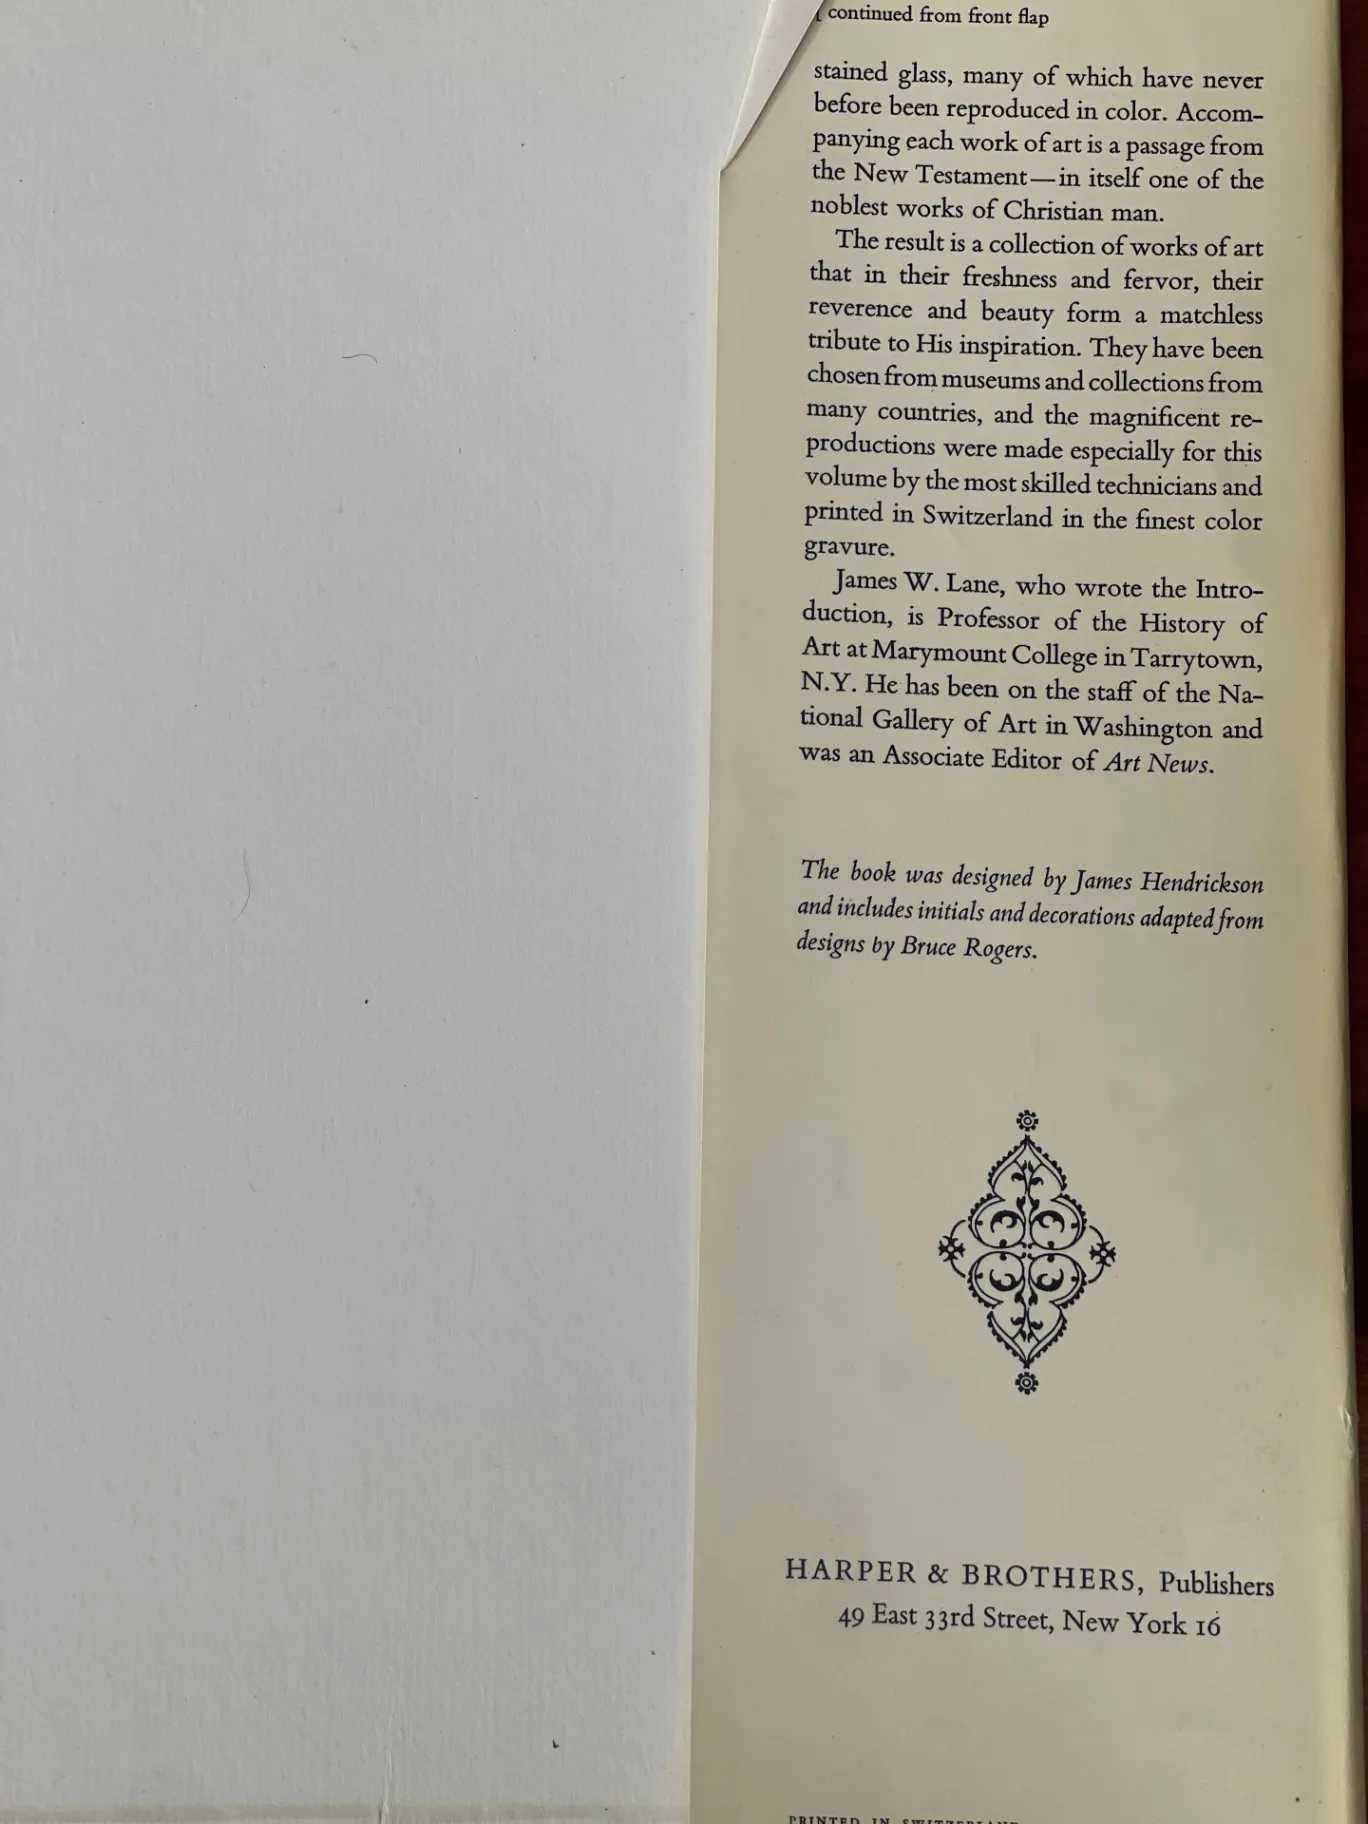 continued from front flap
stained glass, many of which have never
before been reproduced in color. Accom-
panying each work of art is a passage from
the New Testament—in itself one of the
noblest works of Christian man.
The result is a collection of works of art
that in their freshness and fervor, their
reverence and beauty form a matchless
tribute to His inspiration. They have been
chosen from museums and collections from
many countries, and the magnificent re-
productions were made especially for this
volume by the most skilled technicians and
printed in Switzerland in the finest color
gravure.
James W. Lane, who wrote the Intro-
duction, is Professor of the History of
Art at Marymount College in Tarrytown,
N.Y. He has been on the staff of the Na-
tional Gallery of Art in Washington and
was an Associate Editor of Art News.
The book was designed by James Hendrickson
and includes initials and decorations adapted from
designs by Bruce Rogers.
HARPER & BROTHERS, Publishers
49 East 33rd Street, New York 16
PRINTED IN SWITZERLAND